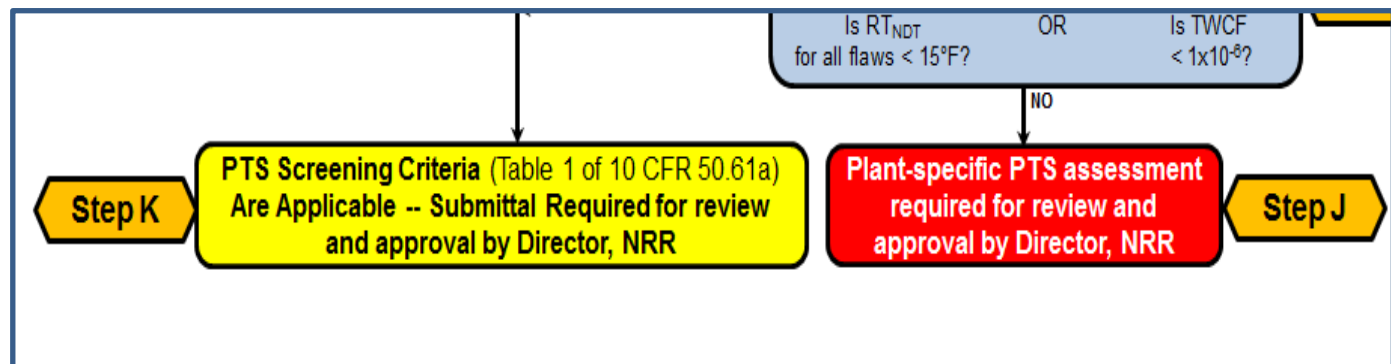 Is RTNDT OR Is TWCF
for all flaws < 15°F? < 1x10⁻⁶?
NO
Step K
PTS Screening Criteria (Table 1 of 10 CFR 50.61a)
Are Applicable -- Submittal Required for review
and approval by Director, NRR
Plant-specific PTS assessment
required for review and
approval by Director, NRR
Step J